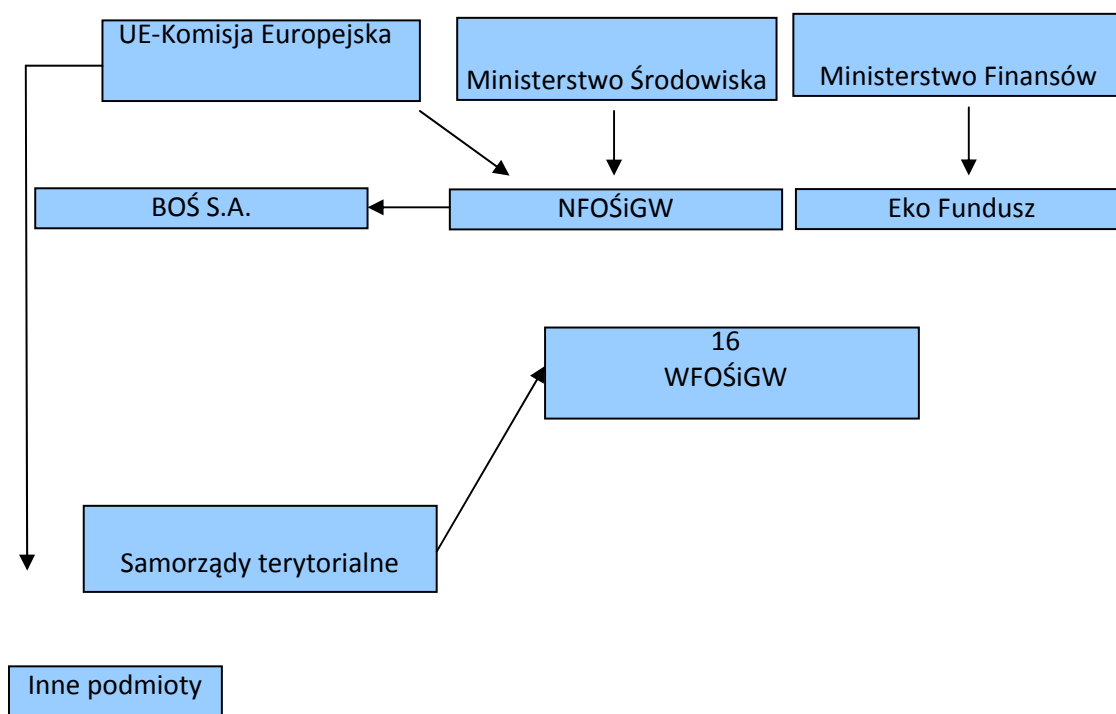 UE-Komisja Europejska
Ministerstwo Środowiska
Ministerstwo Finansów
BOŚ S.A.
NFOŚiGW
Eko Fundusz
16
WFOŚiGW
Samorządy terytorialne
Inne podmioty